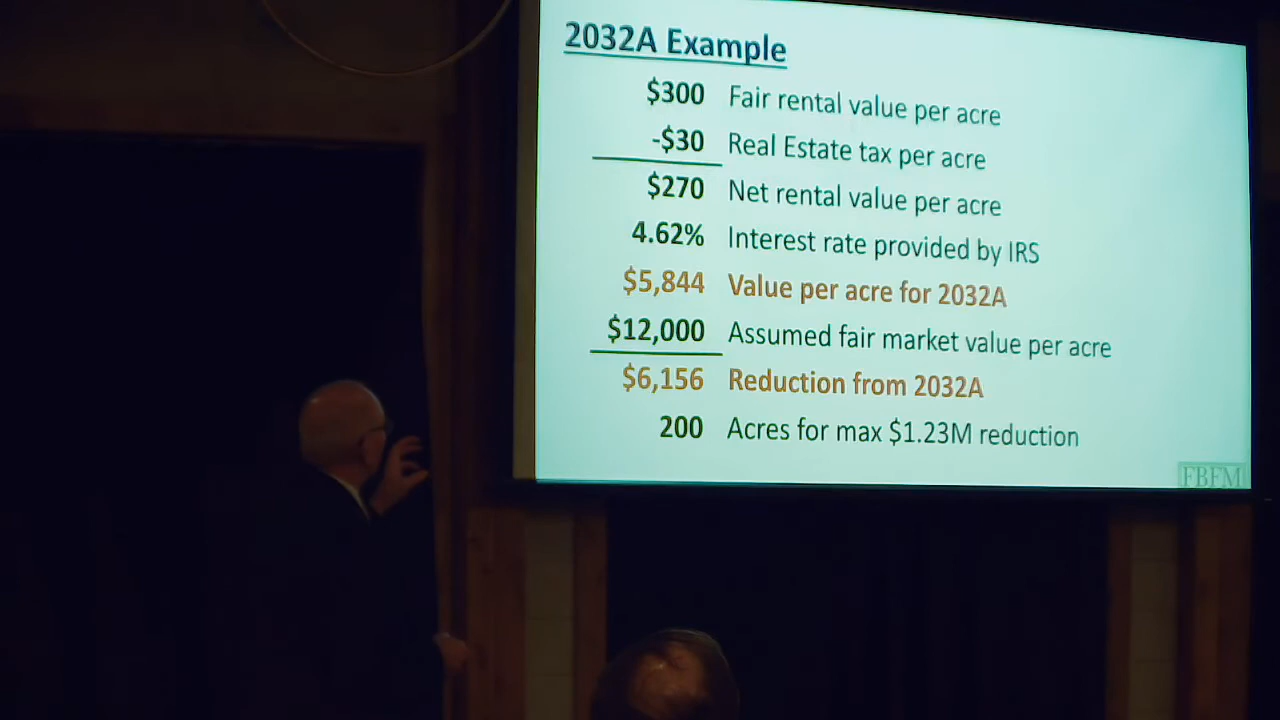 2032A Example
$300 Fair rental value per acre
-$30 Real Estate tax per acre
$270 Net rental value per acre
4.62% Interest rate provided by IRS
$5,844 Value per acre for 2032A
$12,000 Assumed fair market value per acre
$6,156 Reduction from 2032A
200 Acres for max $1.23M reduction
FBFM